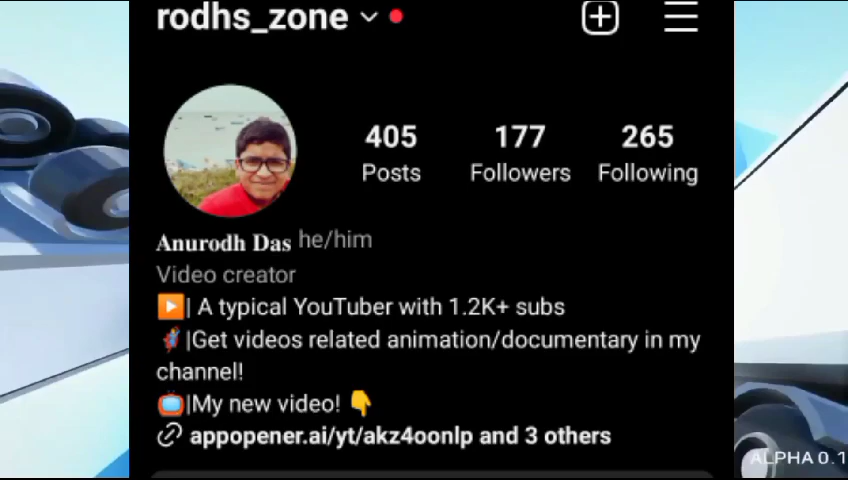 rodhs_zone
405 177 265
Posts Followers Following
Anurodh Das he/him
Video creator
▶️| A typical YouTuber with 1.2K+ subs
🦸|Get videos related animation/documentary in my
channel!
📺|My new video! 👇
appopener.ai/yt/akz4oonlp and 3 others
ALPHA 0.1